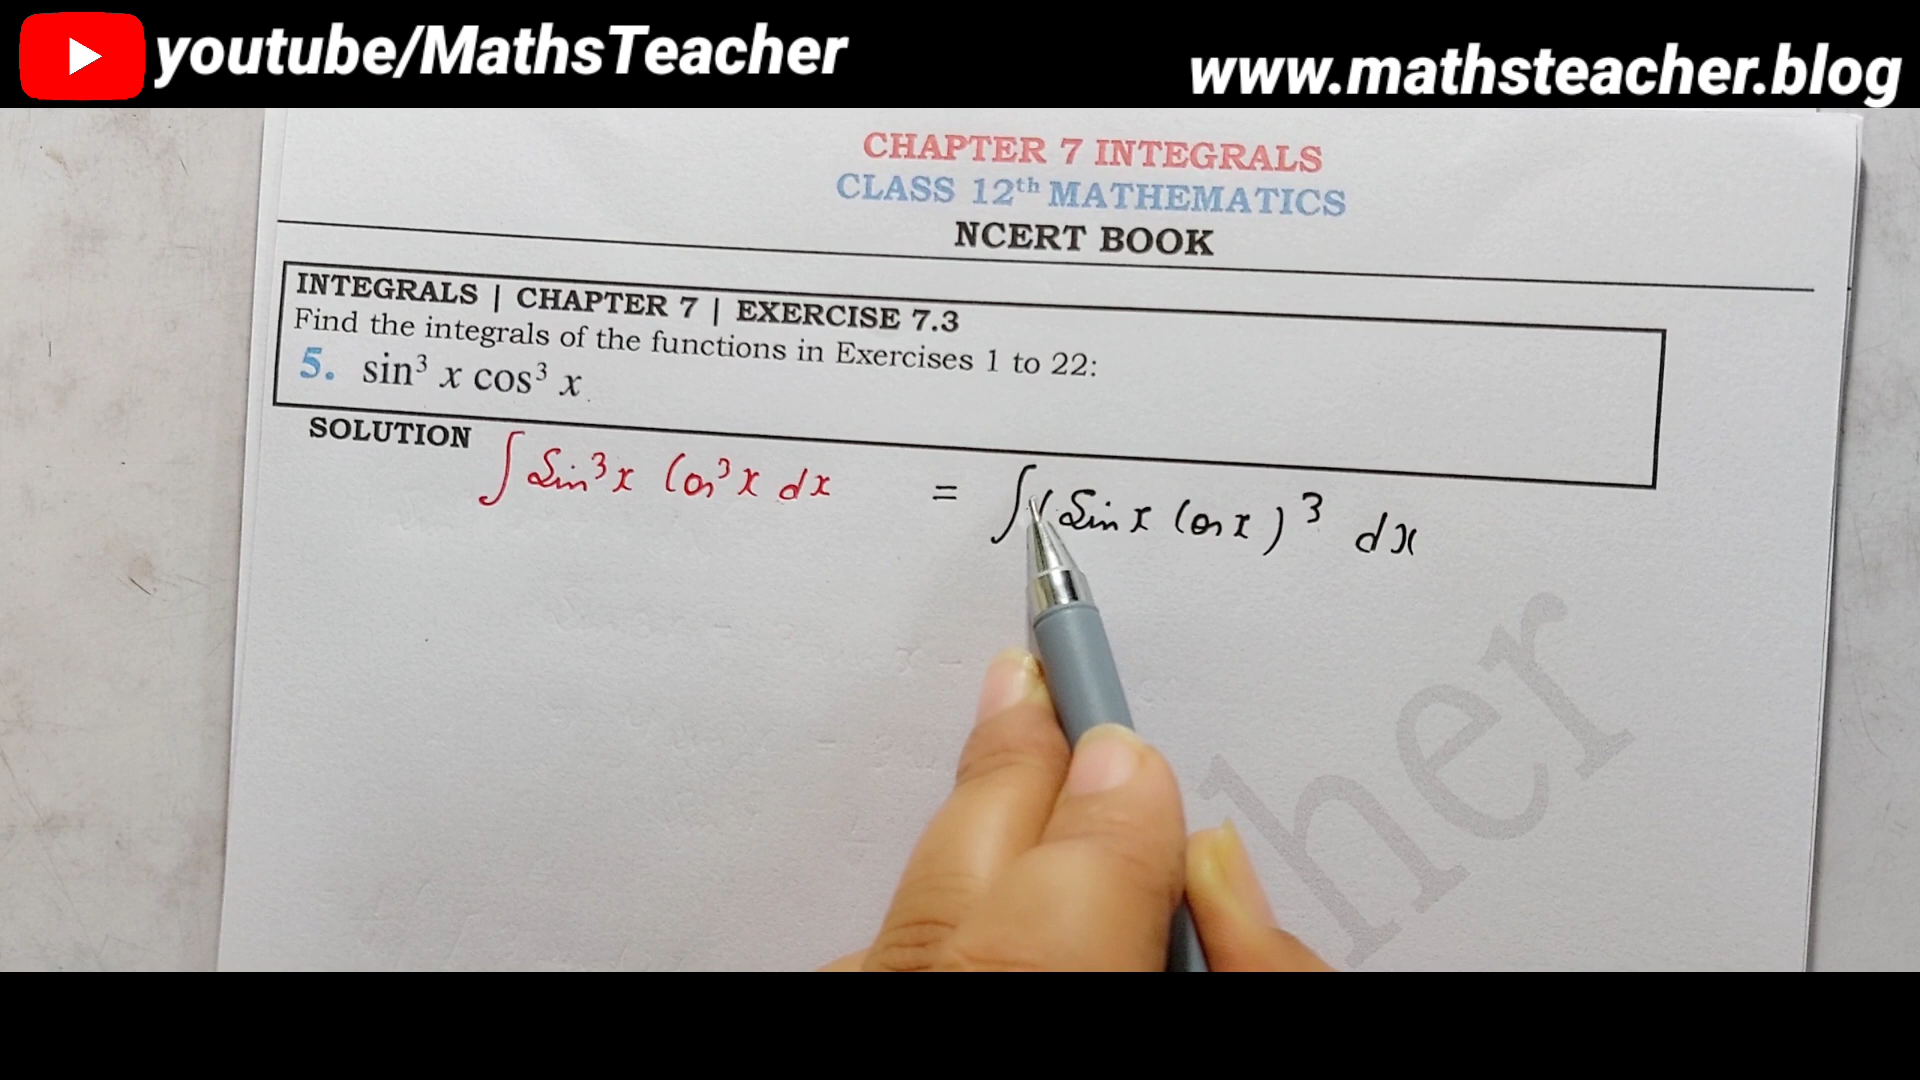 youtube/MathsTeacher
www.mathsteacher.blog
CHAPTER 7 INTEGRALS
CLASS 12th MATHEMATICS
NCERT BOOK
INTEGRALS | CHAPTER 7 | EXERCISE 7.3
Find the integrals of the functions in Exercises 1 to 22:
5. sin³ x cos³ x
SOLUTION ∫ Sin³x Cos³x dx = ∫ (Sin x Cos x)³ dx
her